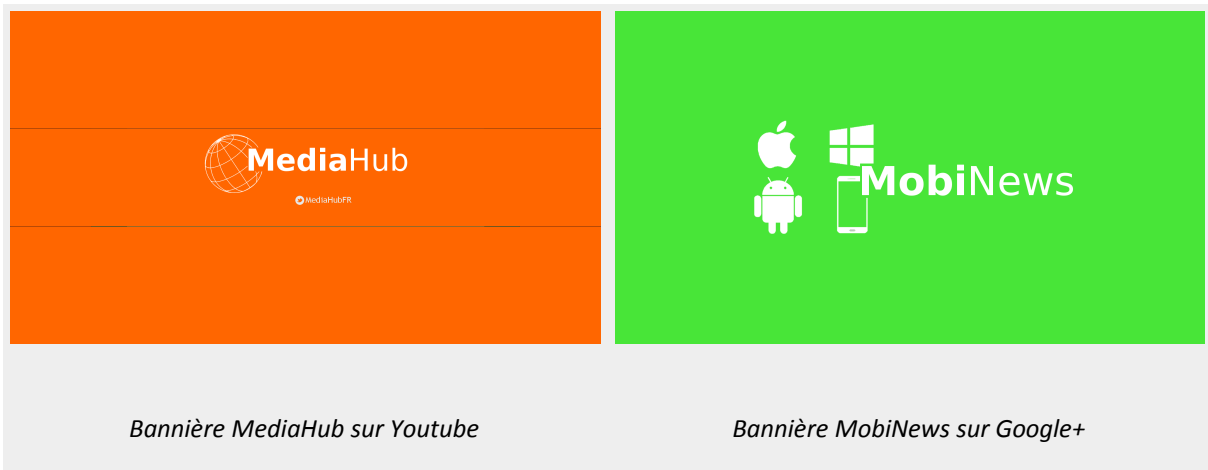 MediaHub
MediaHubFR
MobiNews
Bannière MediaHub sur Youtube
Bannière MobiNews sur Google+